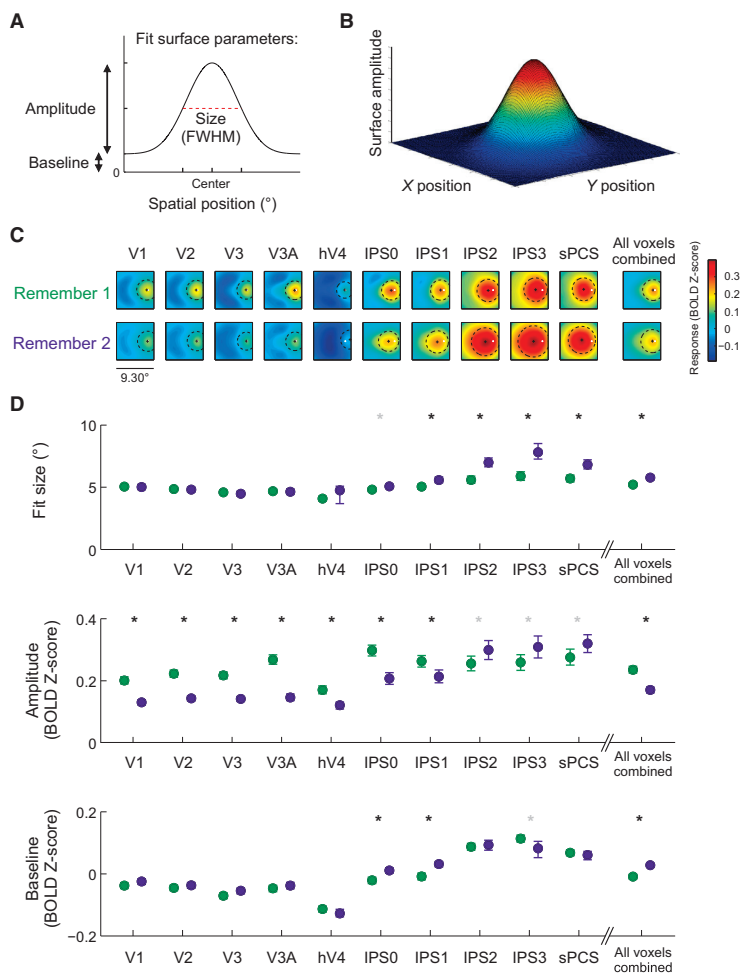 A
Fit surface parameters:
Amplitude
Baseline
0
Size
(FWHM)
Center
Spatial position (°)
B
Surface amplitude
X position
Y position
C
V1 V2 V3 V3A hV4 IPS0 IPS1 IPS2 IPS3 sPCS All voxels
combined
Remember 1
Remember 2
9.30°
0.3
0.2
0.1
0
0.1
Response (BOLD Z-score)
D
10
5
0
Fit size (°)
* * * * * *
V1 V2 V3 V3A hV4 IPS0 IPS1 IPS2 IPS3 sPCS All voxels
combined
0.4
0.2
0
Amplitude
(BOLD Z-score)
* * * * * * * * * * *
V1 V2 V3 V3A hV4 IPS0 IPS1 IPS2 IPS3 sPCS All voxels
combined
0.2
0
−0.2
Baseline
(BOLD Z-score)
* * * *
V1 V2 V3 V3A hV4 IPS0 IPS1 IPS2 IPS3 sPCS All voxels
combined